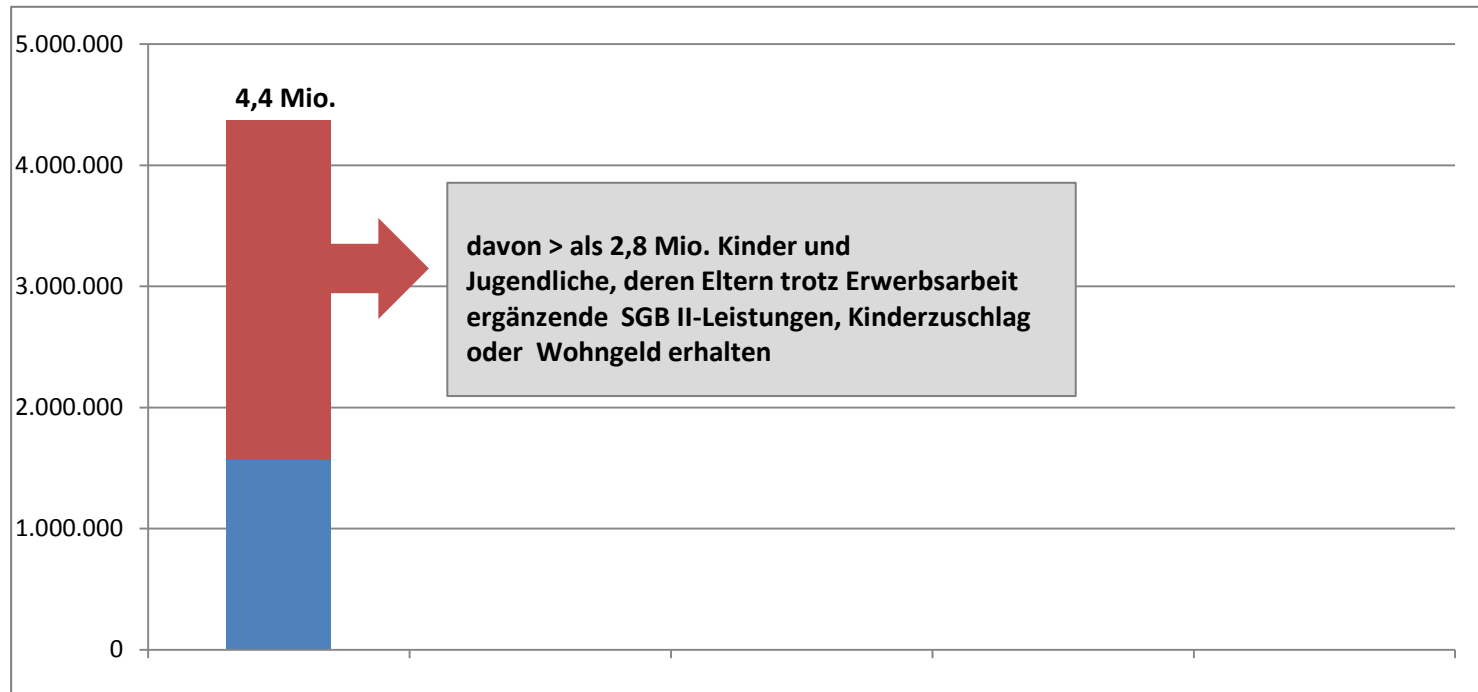 5.000.000
4,4 Mio.
4.000.000
davon > als 2,8 Mio. Kinder und
Jugendliche, deren Eltern trotz Erwerbsarbeit
ergänzende SGB II-Leistungen, Kinderzuschlag
oder Wohngeld erhalten
3.000.000
2.000.000
1.000.000
0